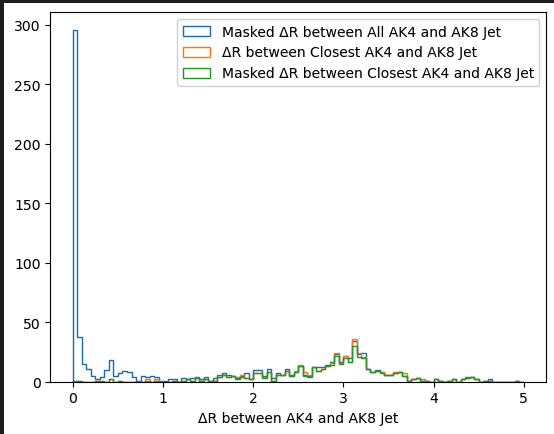 300
250
200
150
100
50
0
Masked ΔR between All AK4 and AK8 Jet
ΔR between Closest AK4 and AK8 Jet
Masked ΔR between Closest AK4 and AK8 Jet
0 1 2 3 4 5
ΔR between AK4 and AK8 Jet